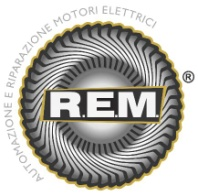 AUTOMAZIONE E RIPARAZIONE MOTORI ELETTRICI
R.E.M.
®